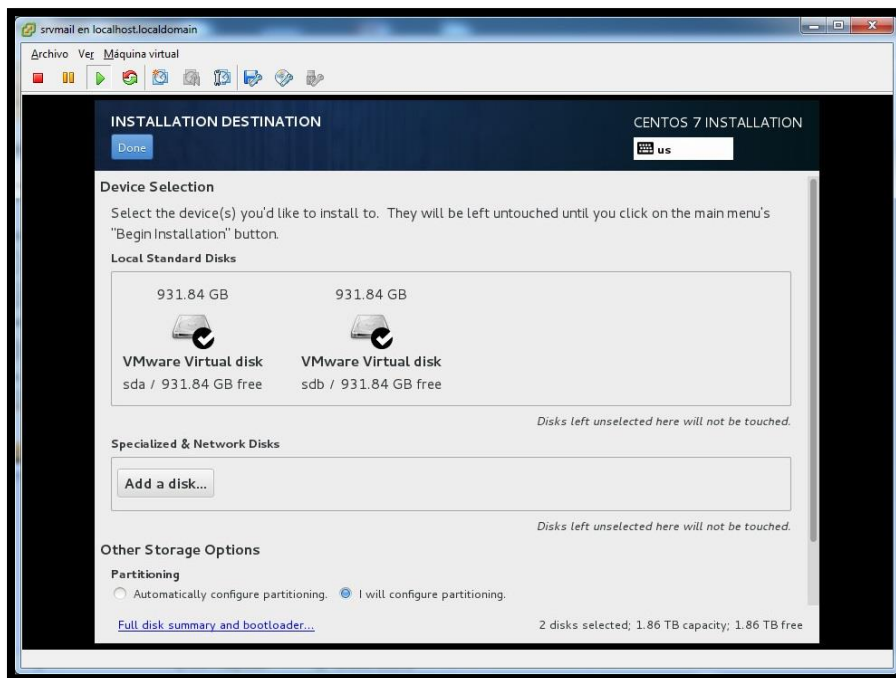 srvmail en localhost.localdomain
Archivo Ver Máquina virtual
INSTALLATION DESTINATION
CENTOS 7 INSTALLATION
Done
us
Device Selection
Select the device(s) you'd like to install to. They will be left untouched until you click on the main menu's
"Begin Installation" button.
Local Standard Disks
931.84 GB 931.84 GB
VMware Virtual disk VMware Virtual disk
sda / 931.84 GB free sdb / 931.84 GB free
Disks left unselected here will not be touched.
Specialized & Network Disks
Add a disk...
Disks left unselected here will not be touched.
Other Storage Options
Partitioning
Automatically configure partitioning. I will configure partitioning.
Full disk summary and bootloader... 2 disks selected; 1.86 TB capacity; 1.86 TB free